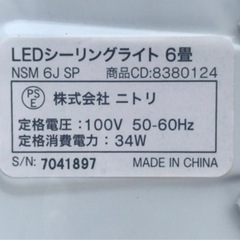 LEDシーリングライト 6畳
NSM 6J SP 商品CD:8380124
PSE 株式会社 ニトリ
定格電圧:100V 50-60Hz
定格消費電力:34W
S/N: 7041897 MADE IN CHINA